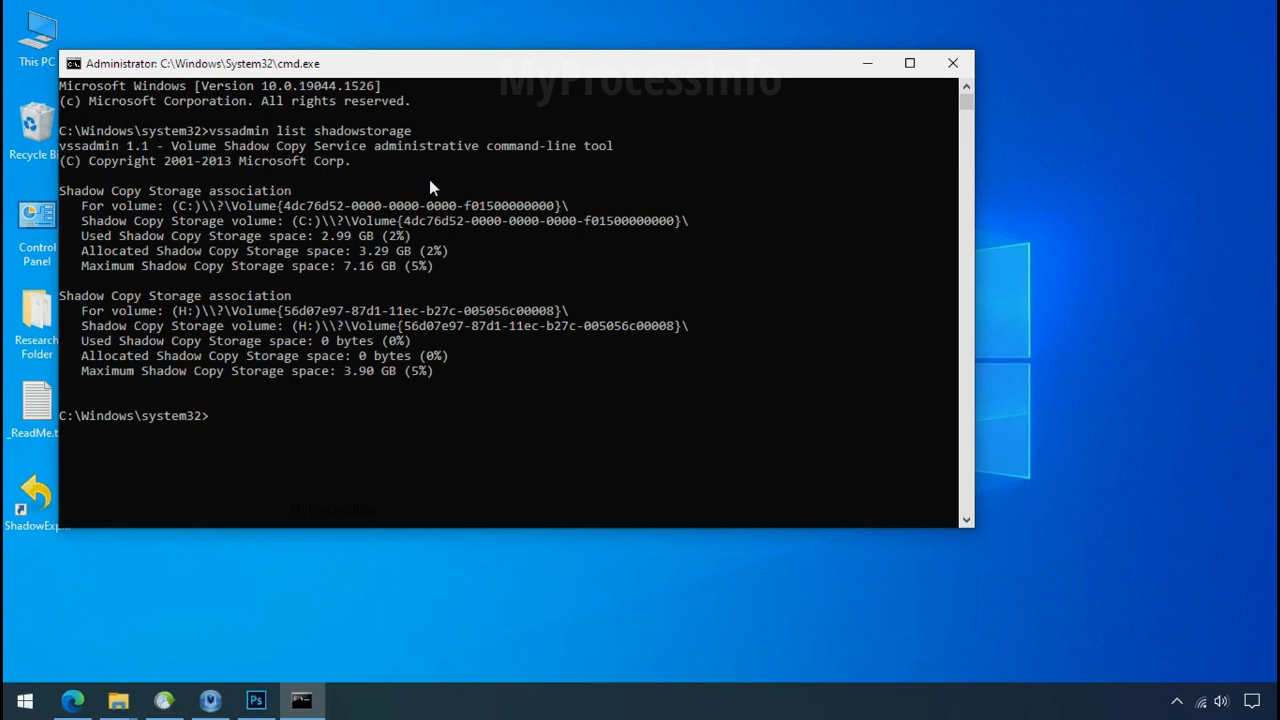 This PC
Recycle Bi
Control
Panel
Research
Folder
_ReadMe.t
ShadowExp...
Administrator: C:\Windows\System32\cmd.exe
MyProcessInfo
Microsoft Windows [Version 10.0.19044.1526]
(c) Microsoft Corporation. All rights reserved.
C:\Windows\system32>vssadmin list shadowstorage
vssadmin 1.1 - Volume Shadow Copy Service administrative command-line tool
(C) Copyright 2001-2013 Microsoft Corp.
Shadow Copy Storage association
For volume: (C:)\\?\Volume{4dc76d52-0000-0000-0000-f01500000000}\
Shadow Copy Storage volume: (C:)\\?\Volume{4dc76d52-0000-0000-0000-f01500000000}\
Used Shadow Copy Storage space: 2.99 GB (2%)
Allocated Shadow Copy Storage space: 3.29 GB (2%)
Maximum Shadow Copy Storage space: 7.16 GB (5%)
Shadow Copy Storage association
For volume: (H:)\\?\Volume{56d07e97-87d1-11ec-b27c-005056c00008}\
Shadow Copy Storage volume: (H:)\\?\Volume{56d07e97-87d1-11ec-b27c-005056c00008}\
Used Shadow Copy Storage space: 0 bytes (0%)
Allocated Shadow Copy Storage space: 0 bytes (0%)
Maximum Shadow Copy Storage space: 3.90 GB (5%)
C:\Windows\system32>
MyProcessInfo
Ps